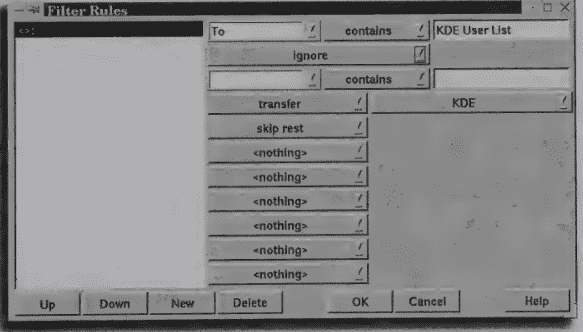 Filter Rules
<>:
To contains KDE User List
ignore
contains
transfer KDE
skip rest
<nothing>
<nothing>
<nothing>
<nothing>
<nothing>
<nothing>
Up Down New Delete OK Cancel Help